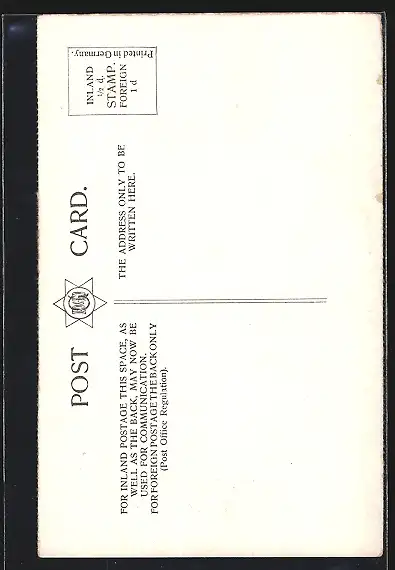 POST CARD.
FOR INLAND POSTAGE THIS SPACE, AS
WELL AS THE BACK, MAY NOW BE
USED FOR COMMUNICATION.
FOR FOREIGN POSTAGE THE BACK ONLY
(Post Office Regulation).
THE ADDRESS ONLY TO BE
WRITTEN HERE.
INLAND
½ d.
STAMP.
FOREIGN
1 d
Printed in Germany.